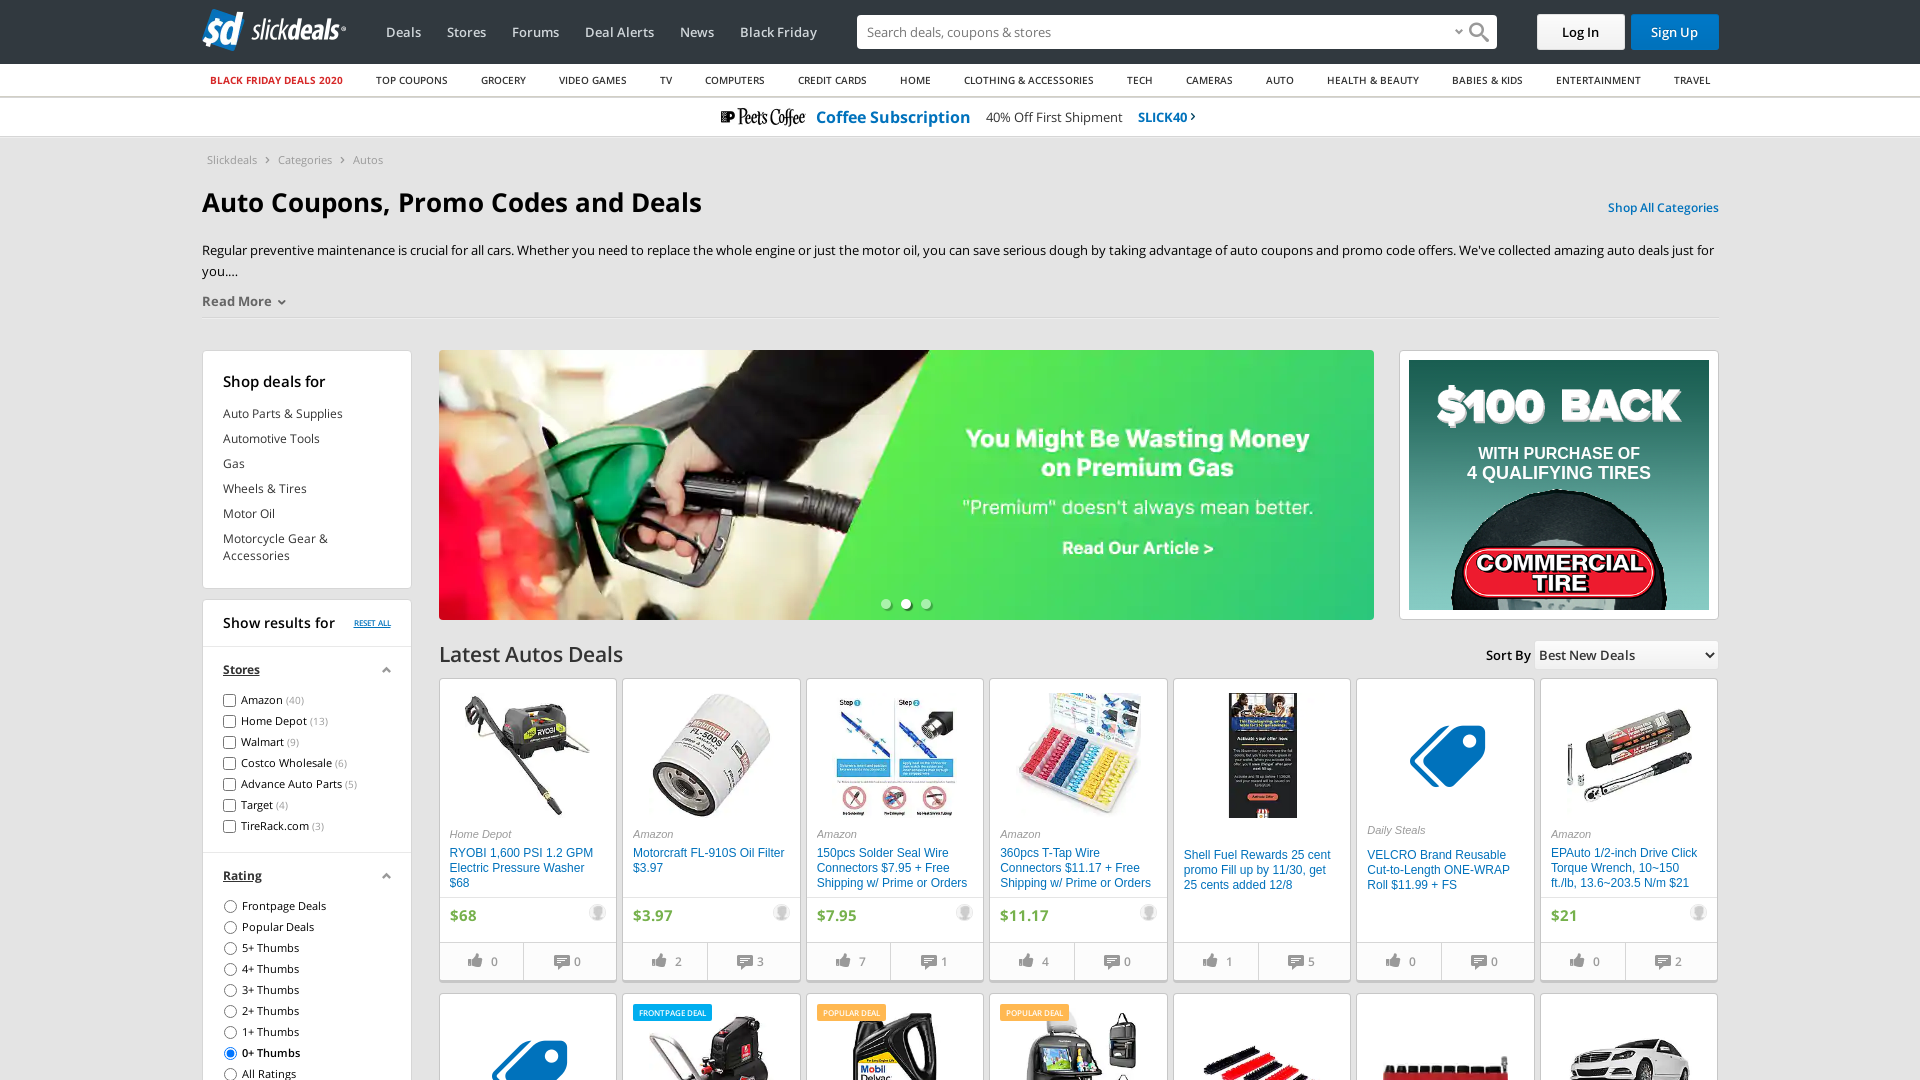 slickdeals
Deals
Stores
Forums
Deal Alerts
News
Black Friday
Search deals, coupons & stores
Log In
Sign Up
BLACK FRIDAY DEALS 2020
TOP COUPONS
GROCERY
VIDEO GAMES
TV
COMPUTERS
CREDIT CARDS
HOME
CLOTHING & ACCESSORIES
TECH
CAMERAS
AUTO
HEALTH & BEAUTY
BABIES & KIDS
ENTERTAINMENT
TRAVEL
Peet's Coffee
Coffee Subscription
40% Off First Shipment
SLICK40
Slickdeals
Categories
Autos
Auto Coupons, Promo Codes and Deals
Shop All Categories
Regular preventive maintenance is crucial for all cars. Whether you need to replace the whole engine or just the motor oil, you can save serious dough by taking advantage of auto coupons and promo code offers. We've collected amazing auto deals just for
you.…
Read More
Shop deals for
Auto Parts & Supplies
Automotive Tools
Gas
Wheels & Tires
Motor Oil
Motorcycle Gear &
Accessories
Show results for
RESET ALL
Stores
Amazon (40)
Home Depot (13)
Walmart (9)
Costco Wholesale (6)
Advance Auto Parts (5)
Target (4)
TireRack.com (3)
Rating
Frontpage Deals
Popular Deals
5+ Thumbs
4+ Thumbs
3+ Thumbs
2+ Thumbs
1+ Thumbs
0+ Thumbs
All Ratings
You Might Be Wasting Money
on Premium Gas
"Premium" doesn't always mean better.
Read Our Article >
$100 BACK
WITH PURCHASE OF
4 QUALIFYING TIRES
COMMERCIAL
TIRE
Latest Autos Deals
Sort By
Best New Deals
RYOBI
Home Depot
RYOBI 1,600 PSI 1.2 GPM
Electric Pressure Washer
$68
$68
0
0
Motorcraft
FL-500S
Amazon
Motorcraft FL-910S Oil Filter
$3.97
$3.97
2
3
Step 1
Step 2
Amazon
150pcs Solder Seal Wire
Connectors $7.95 + Free
Shipping w/ Prime or Orders
$7.95
7
1
Amazon
360pcs T-Tap Wire
Connectors $11.17 + Free
Shipping w/ Prime or Orders
$11.17
4
0
Activate your offer now
Shell Fuel Rewards 25 cent
promo Fill up by 11/30, get
25 cents added 12/8
1
5
Daily Steals
VELCRO Brand Reusable
Cut-to-Length ONE-WRAP
Roll $11.99 + FS
0
0
Amazon
EPAuto 1/2-inch Drive Click
Torque Wrench, 10~150
ft./lb, 13.6~203.5 N/m $21
$21
0
2
FRONTPAGE DEAL
POPULAR DEAL
Mobil
Delvac
POPULAR DEAL